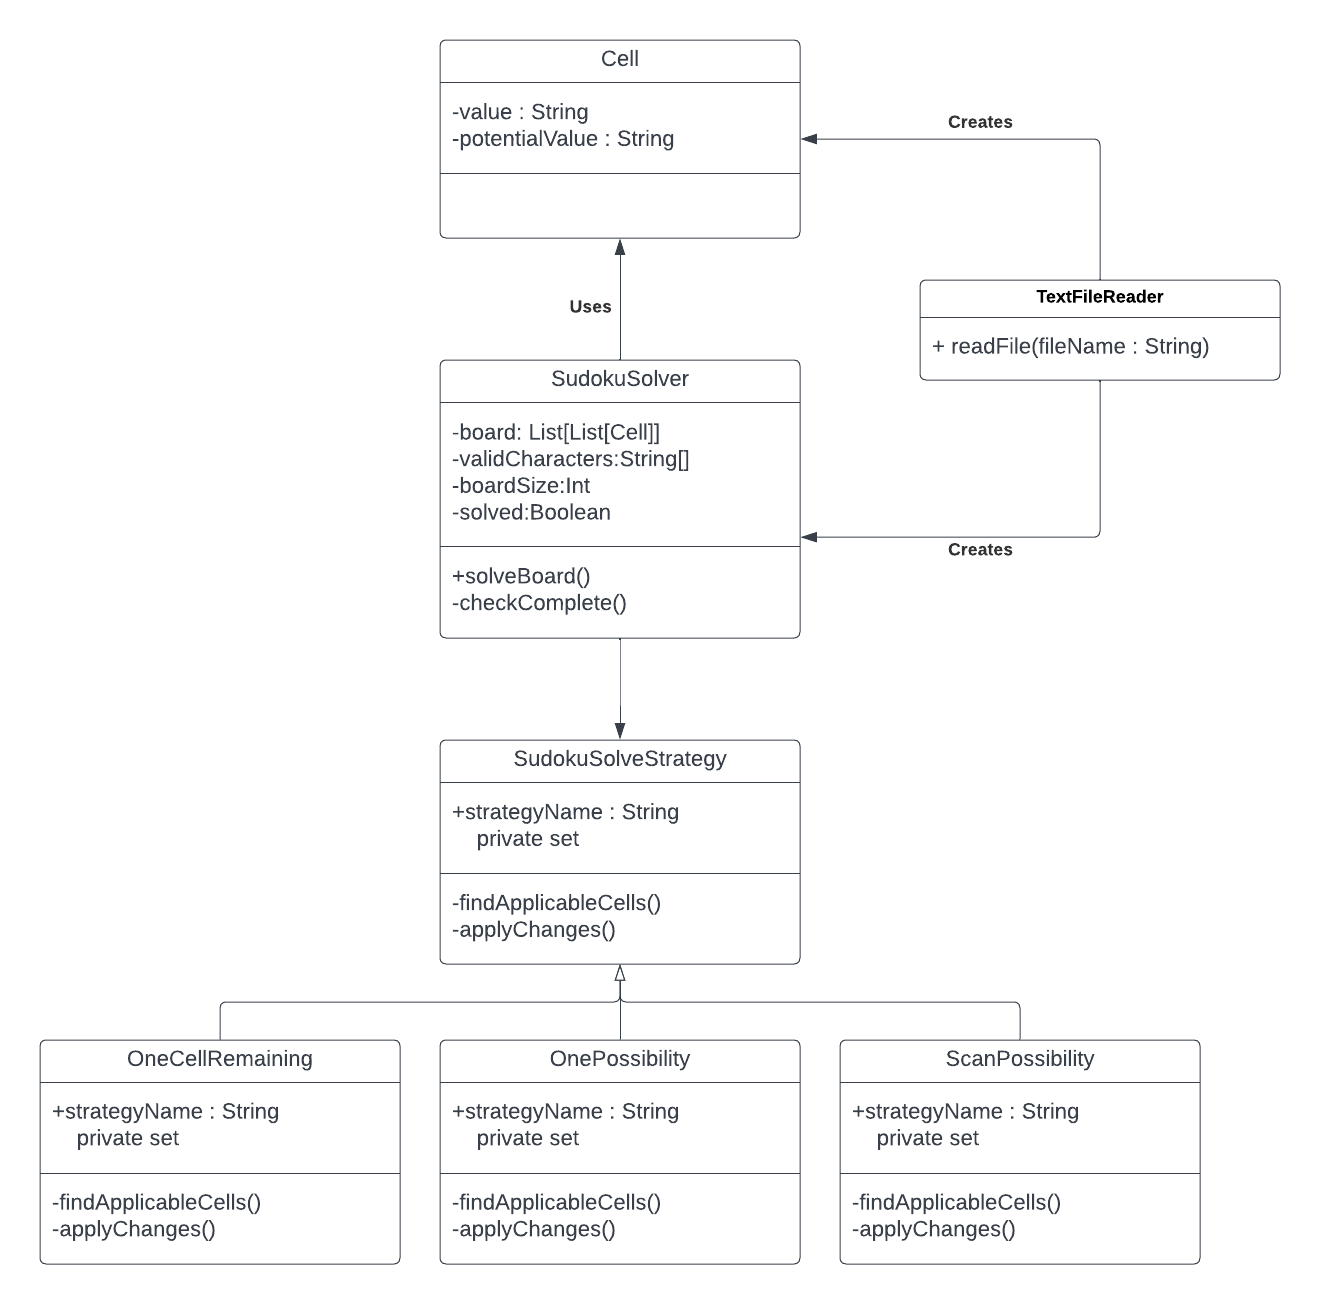 Cell
-value : String
-potentialValue : String
Creates
Uses
TextFileReader
+ readFile(fileName : String)
SudokuSolver
-board: List[List[Cell]]
-validCharacters:String[]
-boardSize:Int
-solved:Boolean
Creates
+solveBoard()
-checkComplete()
SudokuSolveStrategy
+strategyName : String
private set
-findApplicableCells()
-applyChanges()
OneCellRemaining
+strategyName : String
private set
-findApplicableCells()
-applyChanges()
OnePossibility
+strategyName : String
private set
-findApplicableCells()
-applyChanges()
ScanPossibility
+strategyName : String
private set
-findApplicableCells()
-applyChanges()